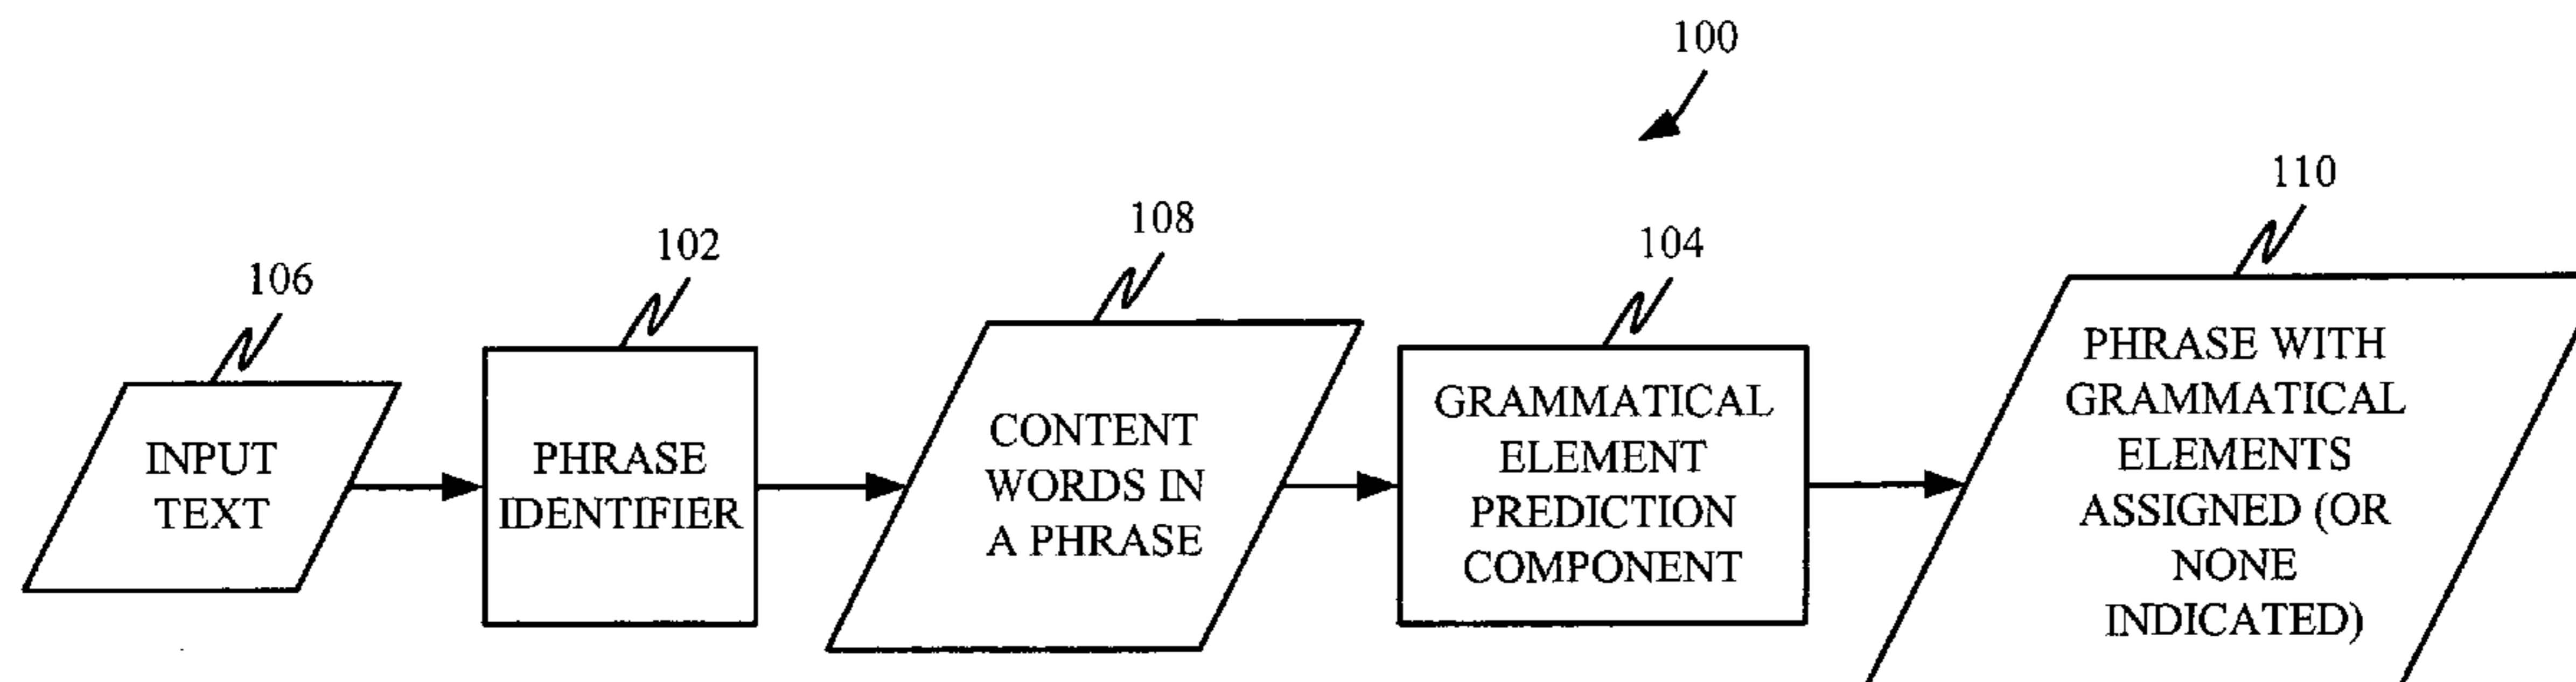 100
110
108
102
104
106
INPUT
TEXT
PHRASE
IDENTIFIER
CONTENT
WORDS IN
A PHRASE
GRAMMATICAL
ELEMENT
PREDICTION
COMPONENT
PHRASE WITH
GRAMMATICAL
ELEMENTS
ASSIGNED (OR
NONE
INDICATED)